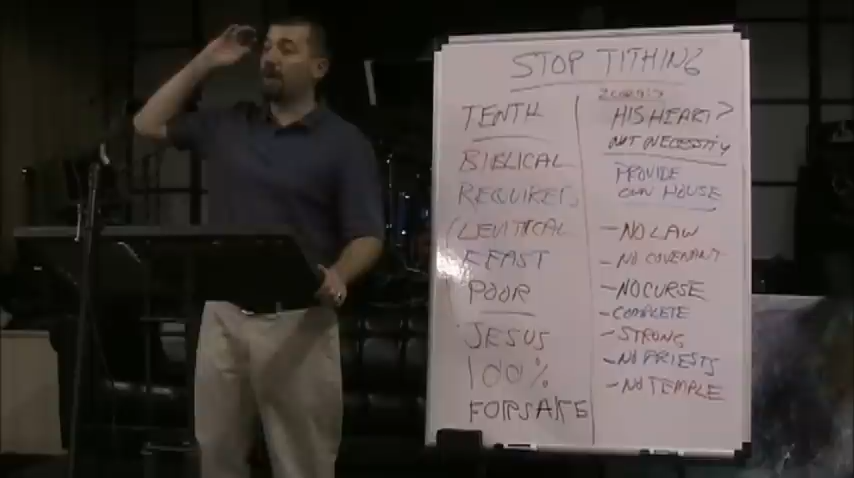 STOP TITHING
TENTH
BIBLICAL
REQUIRED
LEVITICAL
FEAST
POOR
JESUS
100%
FORSAKE
HIS HEART >
NOT NECESSITY
PROVIDE
OWN HOUSE
- NO LAW
- NO COVENANT
- NO CURSE
- COMPLETE
- STRONG
- NO PRIESTS
- NO TEMPLE